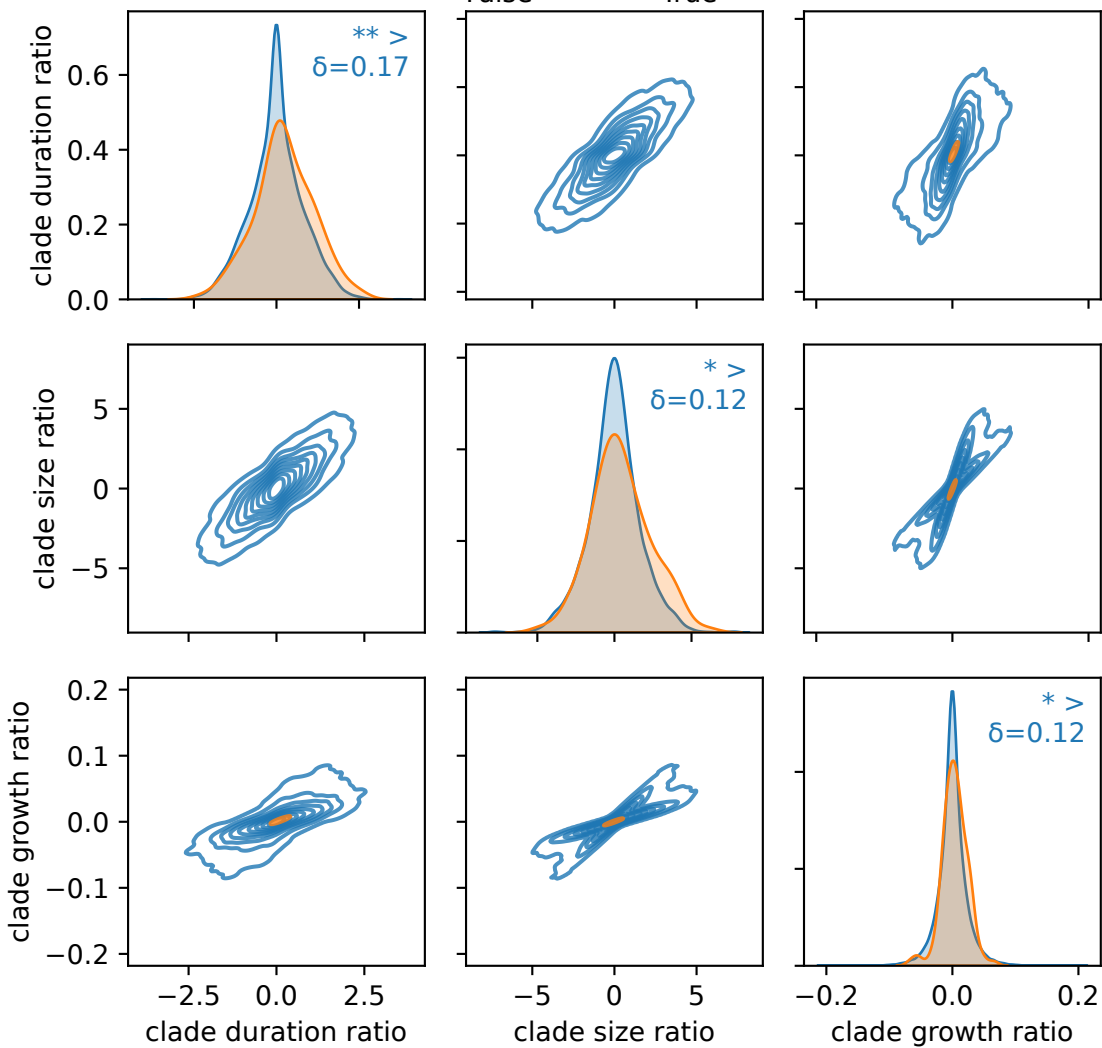 clade duration ratio
0.6
0.4
0.2
0.0
** >
δ=0.17
clade size ratio
5
0
−5
* >
δ=0.12
clade growth ratio
0.2
0.1
0.0
−0.1
−0.2
* >
δ=0.12
−2.5 0.0 2.5
clade duration ratio
−5 0 5
clade size ratio
−0.2 0.0 0.2
clade growth ratio